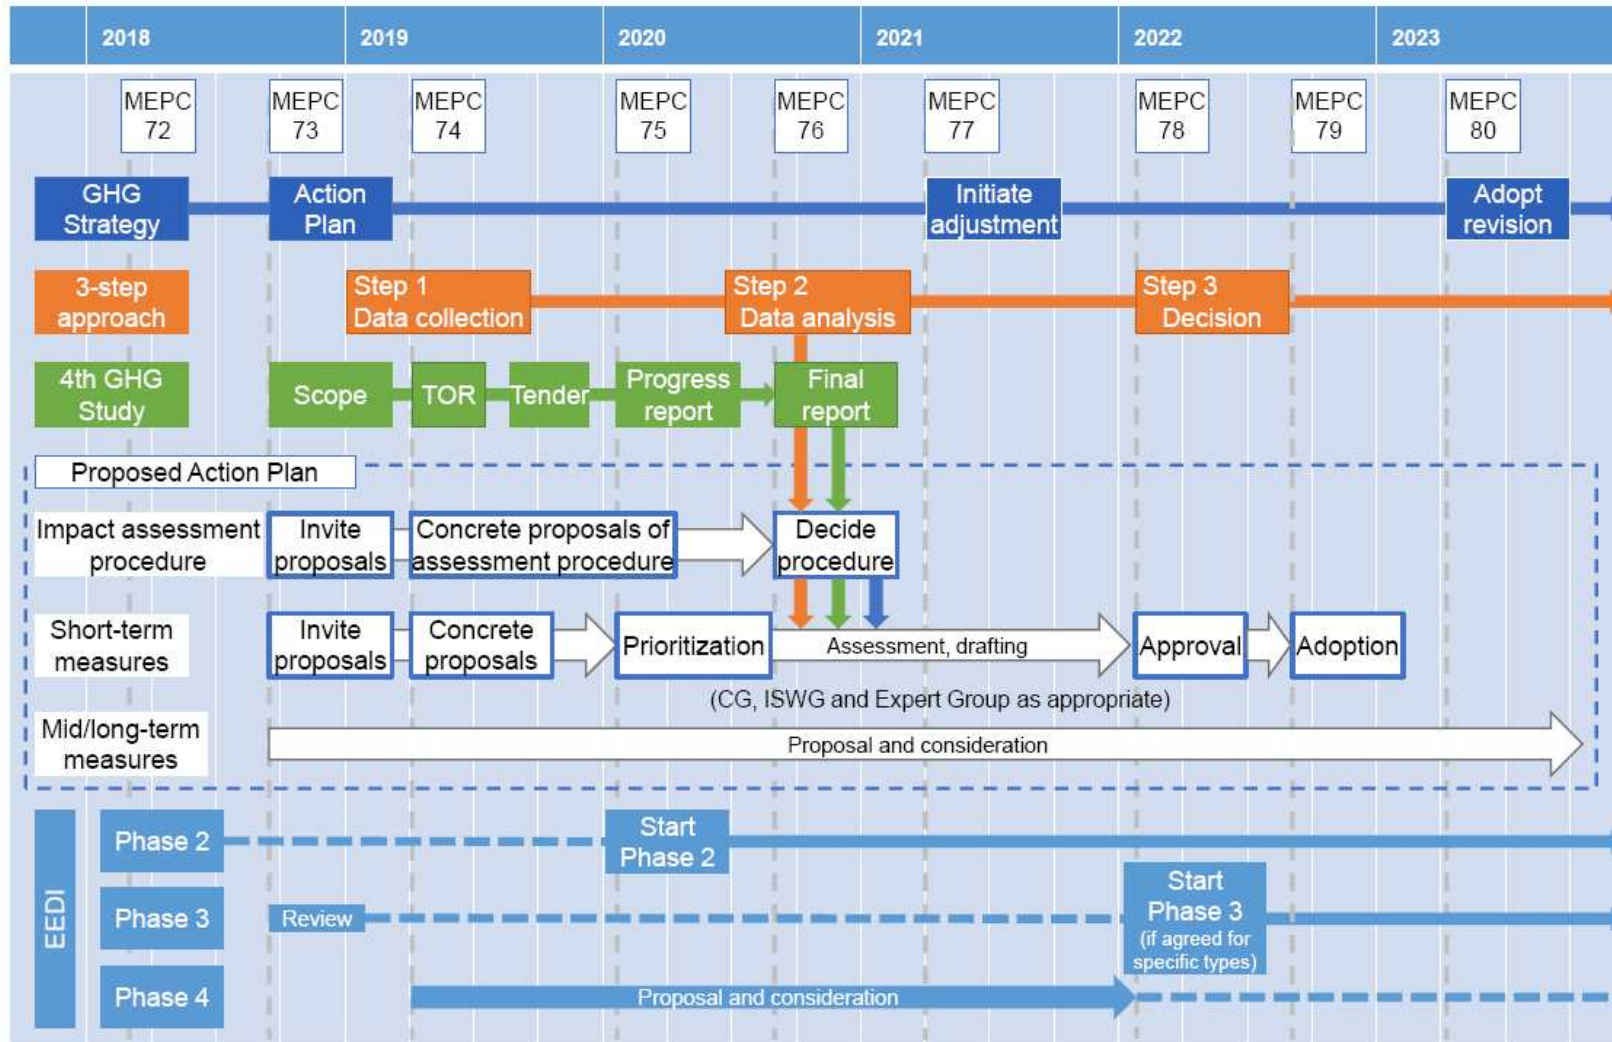 2018 2019 2020 2021 2022 2023
MEPC MEPC MEPC MEPC MEPC MEPC MEPC MEPC MEPC
72 73 74 75 76 77 78 79 80
GHG
Strategy
Action
Plan
Initiate
adjustment
Adopt
revision
3-step
approach
Step 1
Data collection
Step 2
Data analysis
Step 3
Decision
4th GHG
Study
Scope
TOR
Tender
Progress
report
Final
report
Proposed Action Plan
Impact assessment
procedure
Invite
proposals
Concrete proposals of
assessment procedure
Decide
procedure
Short-term
measures
Invite
proposals
Concrete
proposals
Prioritization
Assessment, drafting
Approval
Adoption
(CG, ISWG and Expert Group as appropriate)
Mid/long-term
measures
Proposal and consideration
EEDI
Phase 2
Start
Phase 2
Phase 3
Review
Start
Phase 3
(if agreed for
specific types)
Phase 4
Proposal and consideration